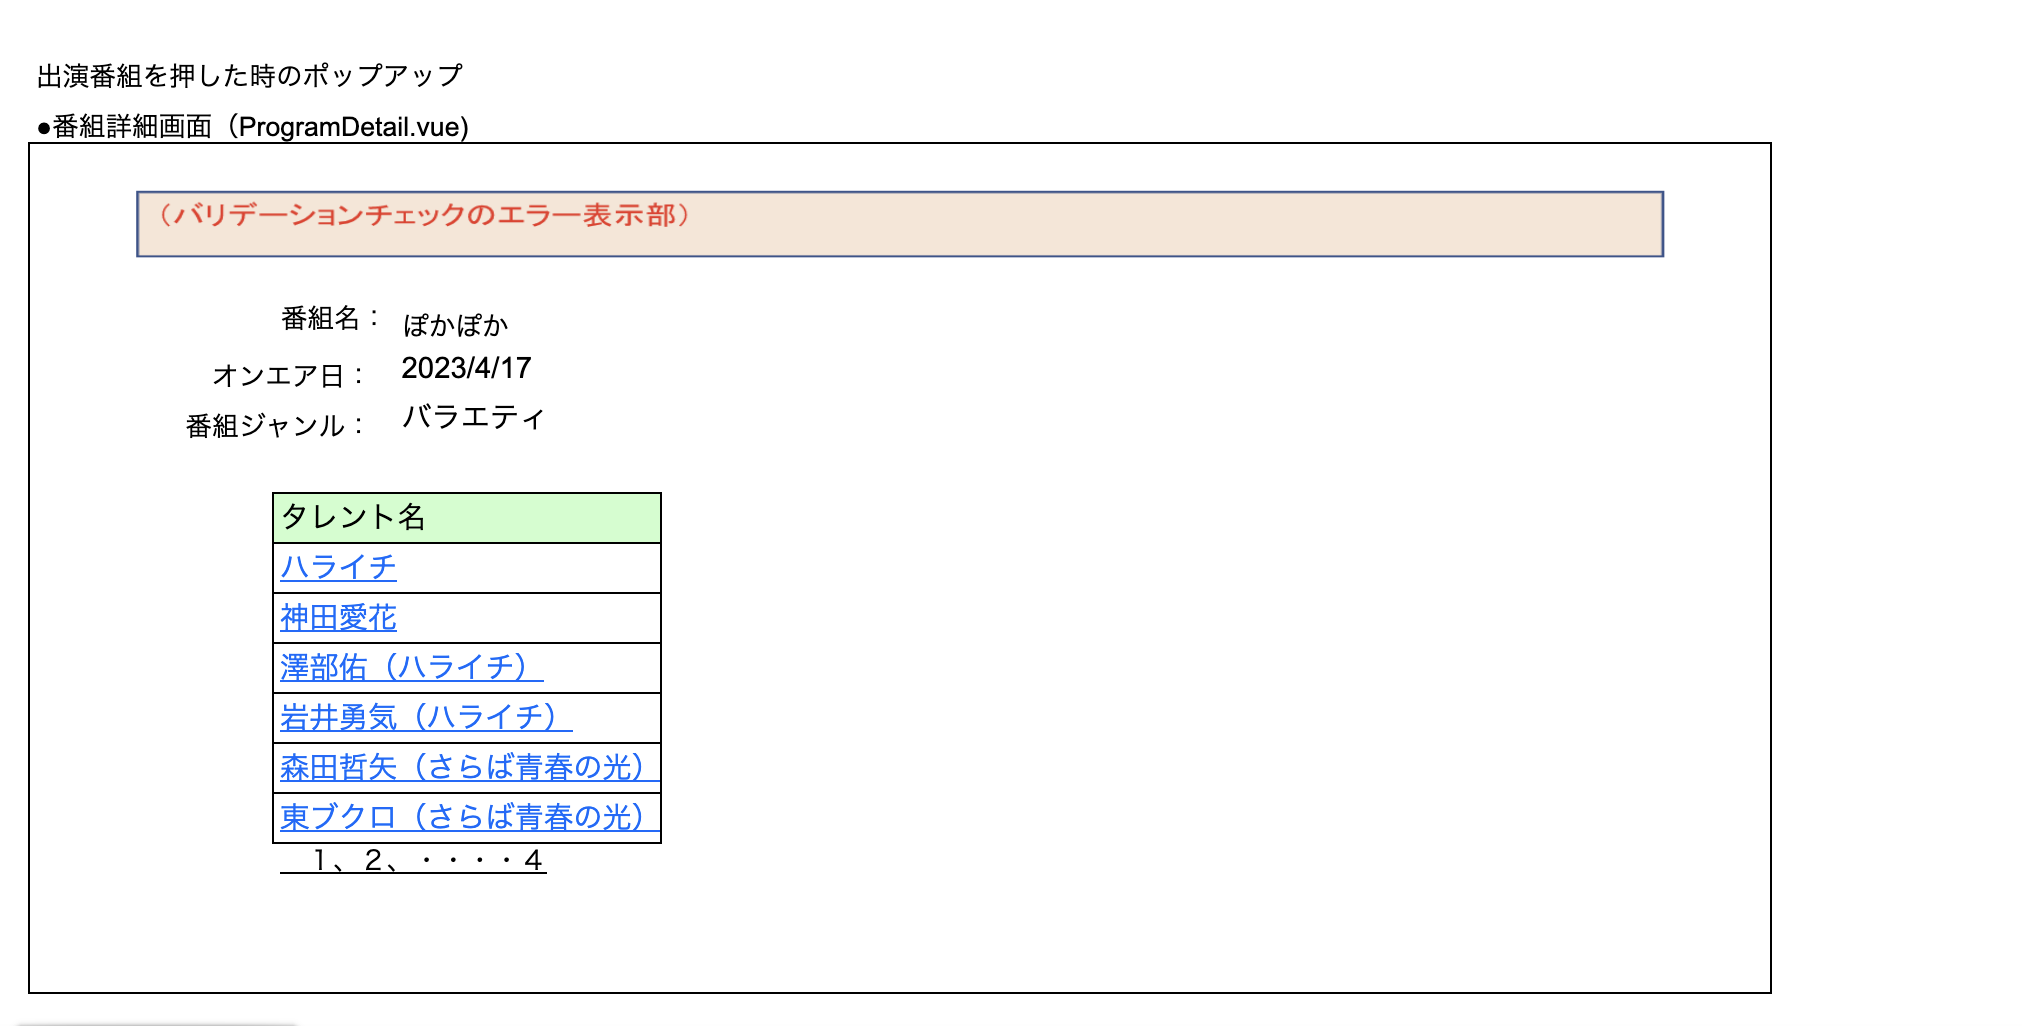 出演番組を押した時のポップアップ
●番組詳細画面（ProgramDetail.vue)
（バリデーションチェックのエラー表示部）
番組名： ぽかぽか
オンエア日： 2023/4/17
番組ジャンル： バラエティ
タレント名
ハライチ
神田愛花
澤部佑（ハライチ）
岩井勇気（ハライチ）
森田哲矢（さらば青春の光）
東ブクロ（さらば青春の光）
１、２、・・・・４